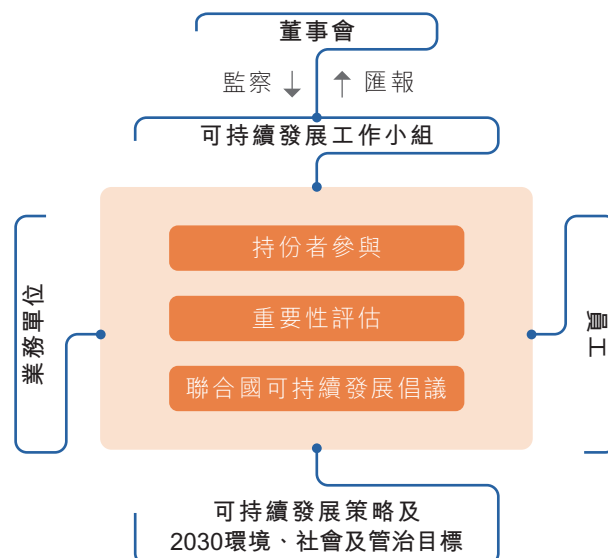 董事會
監察 ↓ ↑ 匯報
可持續發展工作小組
持份者參與
重要性評估
聯合國可持續發展倡議
業務單位
員工
可持續發展策略及
2030環境、社會及管治目標